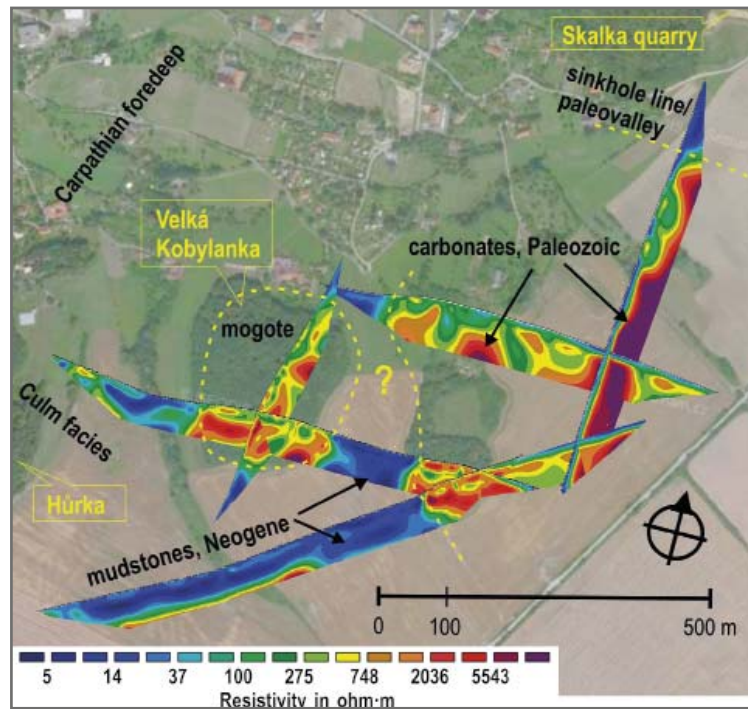 Skalka quarry
sinkhole line/
paleovalley
Carpathian foredeep
Velká
Kobylanka
carbonates, Paleozoic
mogote
?
Culm facies
Hůrka
mudstones, Neogene
0 100 500 m
5 14 37 100 275 748 2036 5543
Resistivity in ohm·m